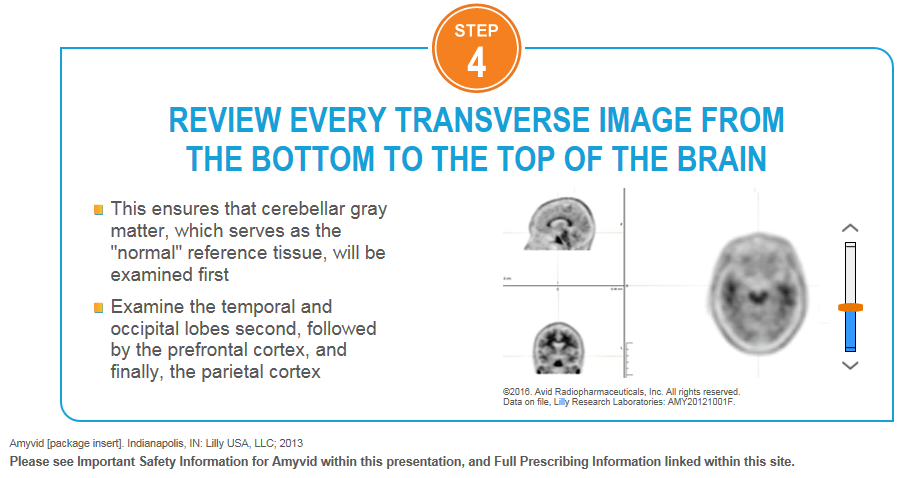 STEP
4
REVIEW EVERY TRANSVERSE IMAGE FROM
THE BOTTOM TO THE TOP OF THE BRAIN
This ensures that cerebellar gray
matter, which serves as the
"normal" reference tissue, will be
examined first
Examine the temporal and
occipital lobes second, followed
by the prefrontal cortex, and
finally, the parietal cortex
©2016. Avid Radiopharmaceuticals, Inc. All rights reserved.
Data on file, Lilly Research Laboratories: AMY20121001F.
Amyvid [package insert]. Indianapolis, IN: Lilly USA, LLC; 2013
Please see Important Safety Information for Amyvid within this presentation, and Full Prescribing Information linked within this site.